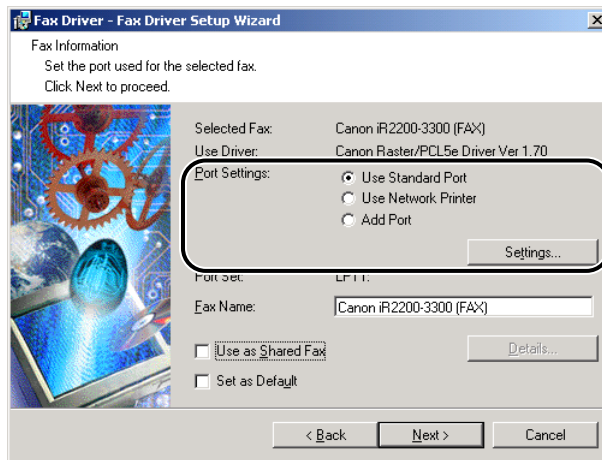 Fax Driver - Fax Driver Setup Wizard
Fax Information
Set the port used for the selected fax.
Click Next to proceed.
Selected Fax: Canon iR2200-3300 (FAX)
Use Driver: Canon Raster/PCL5e Driver Ver 1.70
Port Settings: Use Standard Port
Use Network Printer
Add Port
Settings...
Port Set: LPT1:
Fax Name: Canon iR2200-3300 (FAX)
Use as Shared Fax Details...
Set as Default
< Back Next > Cancel